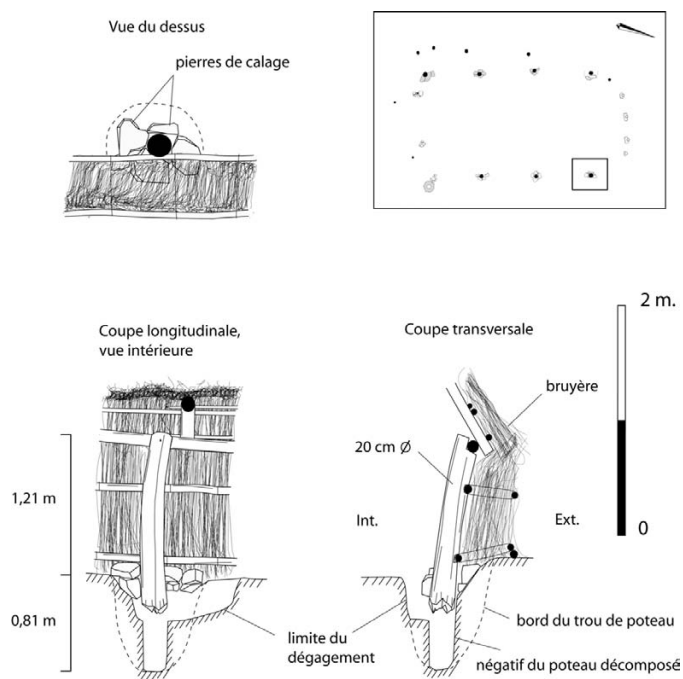 Vue du dessus
pierres de calage
2 m.
Coupe longitudinale,
vue intérieure
Coupe transversale
bruyère
20 cm Ø
1,21 m
Int.
Ext.
0
0,81 m
limite du
dégagement
bord du trou de poteau
négatif du poteau décomposé